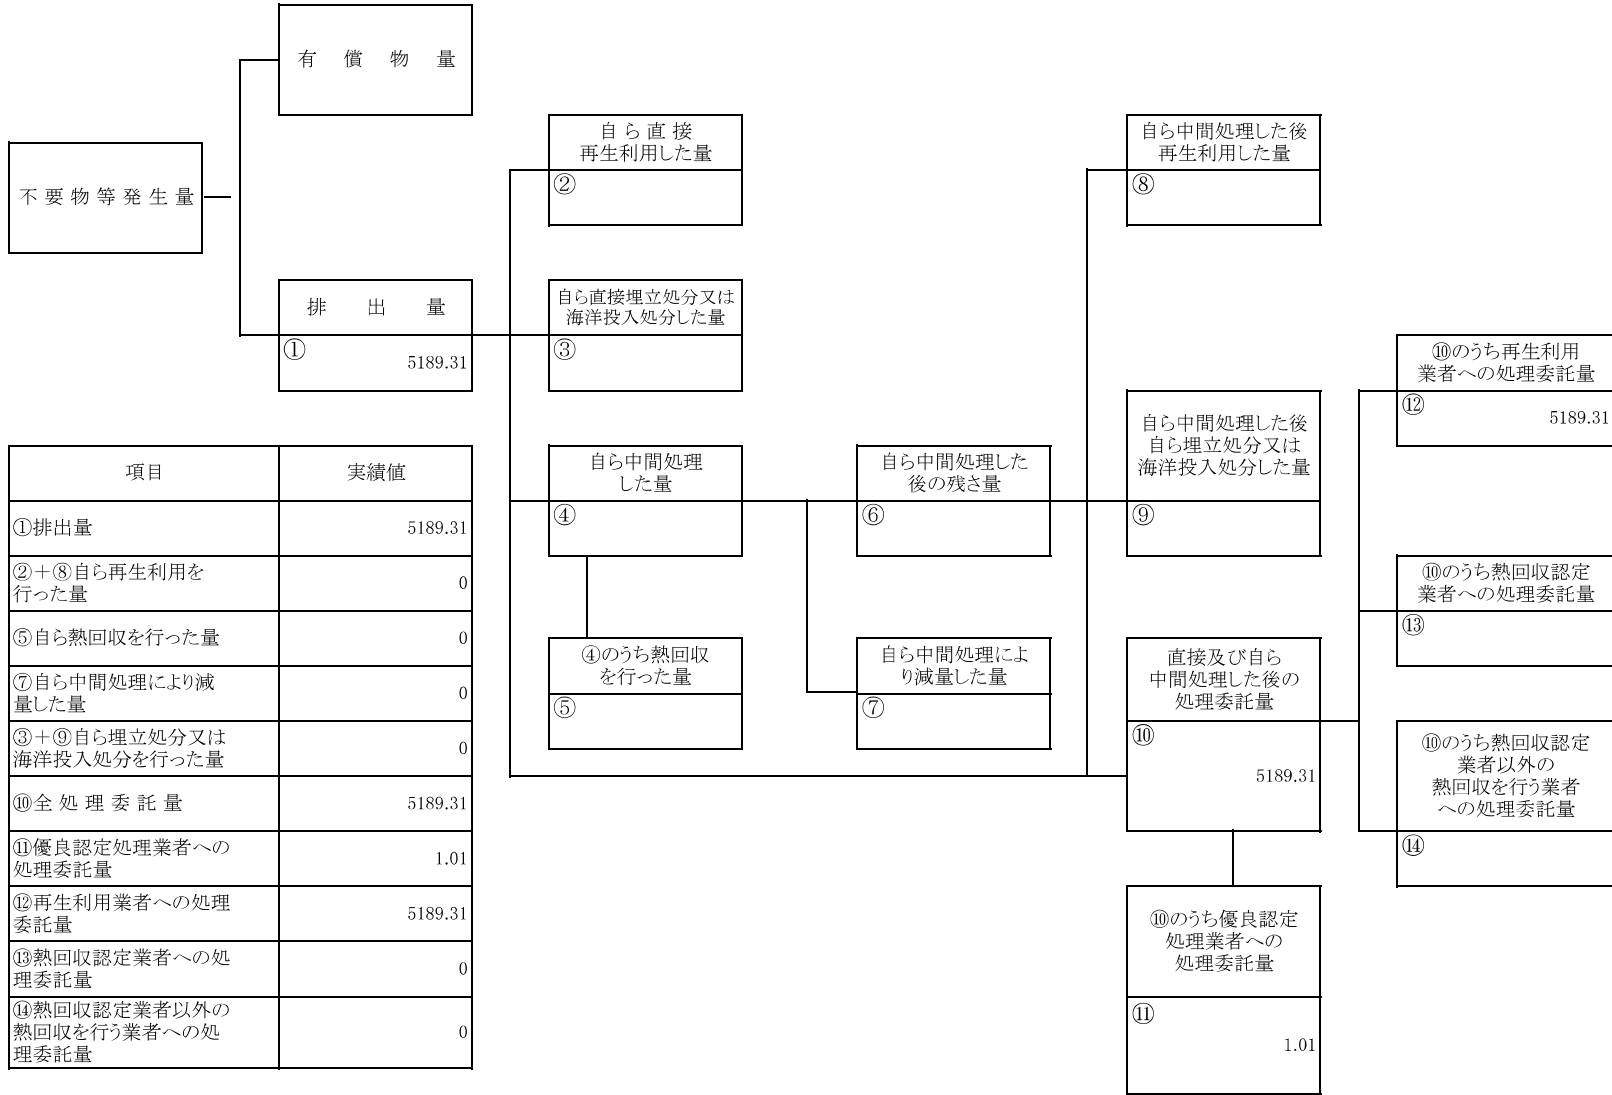 有償物量
不要物等発生量
排出量
①
5189.31
自ら直接
再生利用した量
②
自ら直接埋立処分又は
海洋投入処分した量
③
自ら中間処理
した量
④
④のうち熱回収
を行った量
⑤
自ら中間処理した
後の残さ量
⑥
自ら中間処理によ
り減量した量
⑦
自ら中間処理した後
再生利用した量
⑧
自ら中間処理した後
自ら埋立処分又は
海洋投入処分した量
⑨
直接及び自ら
中間処理した後の
処理委託量
⑩
5189.31
⑩のうち優良認定
処理業者への
処理委託量
⑪
1.01
⑩のうち再生利用
業者への処理委託量
⑫
5189.31
⑩のうち熱回収認定
業者への処理委託量
⑬
⑩のうち熱回収認定
業者以外の
熱回収を行う業者
への処理委託量
⑭
項目 実績値
①排出量 5189.31
②＋⑧自ら再生利用を
行った量 0
⑤自ら熱回収を行った量 0
⑦自ら中間処理により減
量した量 0
③＋⑨自ら埋立処分又は
海洋投入処分を行った量 0
⑩全処理委託量 5189.31
⑪優良認定処理業者への
処理委託量 1.01
⑫再生利用業者への処理
委託量 5189.31
⑬熱回収認定業者への処
理委託量 0
⑭熱回収認定業者以外の
熱回収を行う業者への処
理委託量 0